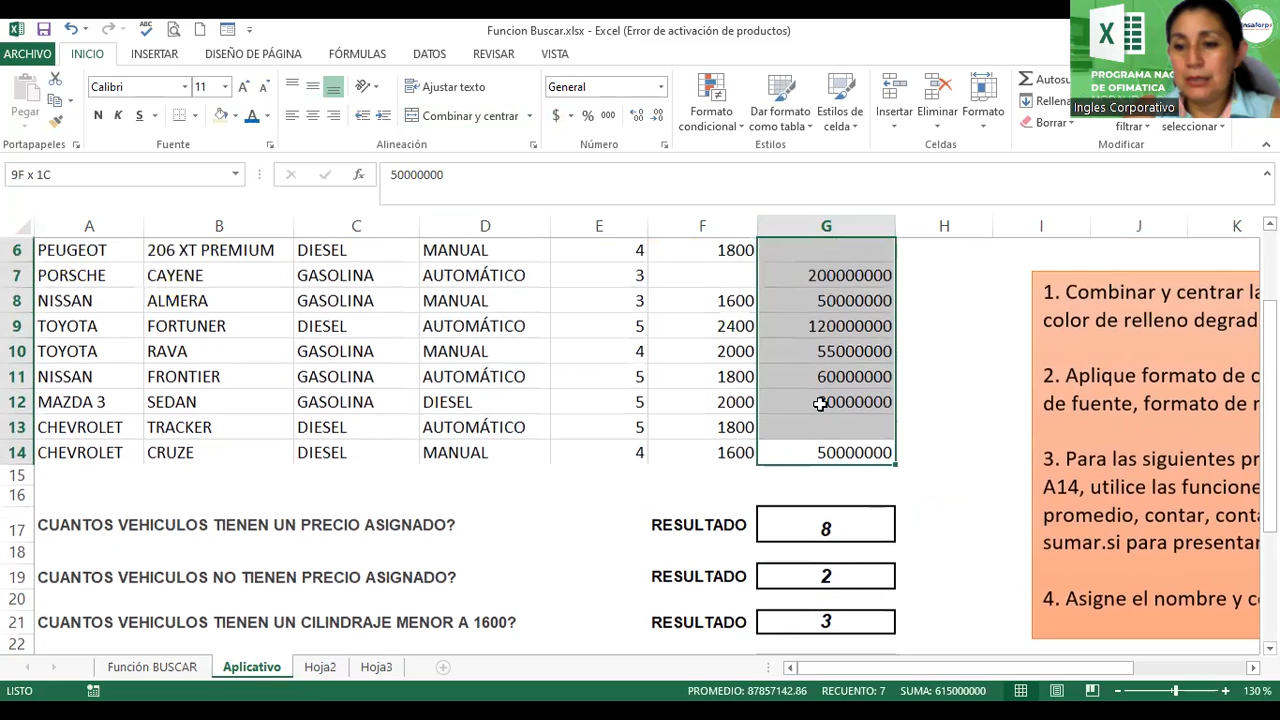 Funcion Buscar.xlsx - Excel (Error de activación de productos)
ARCHIVO INICIO INSERTAR DISEÑO DE PÁGINA FÓRMULAS DATOS REVISAR VISTA
PROGRAMA NAC
DE OFIMÁTICA
Ingles Corporativo
Pegar
Calibri 11
N K S
Ajustar texto
Combinar y centrar
General
$ % 000
Formato condicional
Dar formato como tabla
Estilos de celda
Insertar Eliminar Formato
Autosu
Rellena
Borrar
filtrar
seleccionar
Portapapeles Fuente Alineación Número Estilos Celdas Modificar
9F x 1C fx 50000000
A B C D E F G H I J K
6 PEUGEOT 206 XT PREMIUM DIESEL MANUAL 4 1800
7 PORSCHE CAYENE GASOLINA AUTOMÁTICO 3 200000000
8 NISSAN ALMERA GASOLINA MANUAL 3 1600 50000000
9 TOYOTA FORTUNER DIESEL AUTOMÁTICO 5 2400 120000000
10 TOYOTA RAVA GASOLINA MANUAL 4 2000 55000000
11 NISSAN FRONTIER GASOLINA AUTOMÁTICO 5 1800 60000000
12 MAZDA 3 SEDAN GASOLINA DIESEL 5 2000
13 CHEVROLET TRACKER DIESEL AUTOMÁTICO 5 1800
14 CHEVROLET CRUZE DIESEL MANUAL 4 1600 50000000
15
16
17 CUANTOS VEHICULOS TIENEN UN PRECIO ASIGNADO? RESULTADO 8
18
19 CUANTOS VEHICULOS NO TIENEN PRECIO ASIGNADO? RESULTADO 2
20
21 CUANTOS VEHICULOS TIENEN UN CILINDRAJE MENOR A 1600? RESULTADO 3
22
1. Combinar y centrar la
color de relleno degrad
2. Aplique formato de c
de fuente, formato de
3. Para las siguientes pr
A14, utilice las funcione
promedio, contar, conta
sumar.si para presentar
4. Asigne el nombre y c
Función BUSCAR Aplicativo Hoja2 Hoja3
LISTO PROMEDIO: 87857142.86 RECUENTO: 7 SUMA: 615000000 130 %